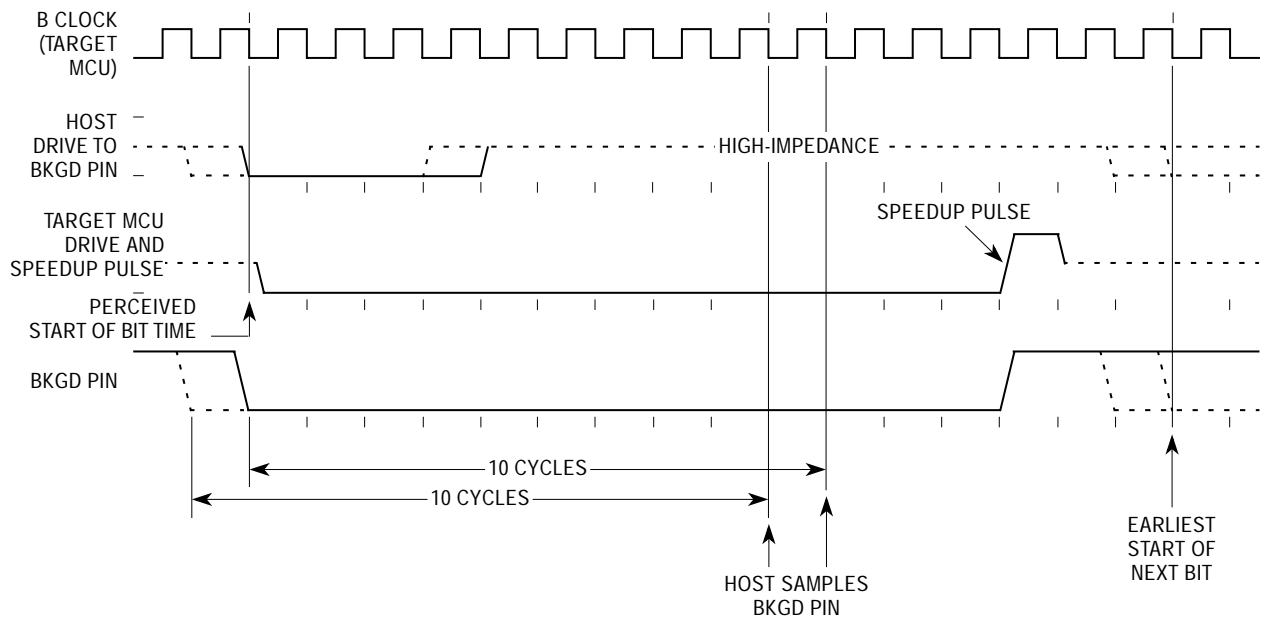 B CLOCK
(TARGET
MCU)
HOST
DRIVE TO
BKGD PIN
HIGH-IMPEDANCE
TARGET MCU
DRIVE AND
SPEEDUP PULSE
SPEEDUP PULSE
PERCEIVED
START OF BIT TIME
BKGD PIN
10 CYCLES
10 CYCLES
HOST SAMPLES
BKGD PIN
EARLIEST
START OF
NEXT BIT